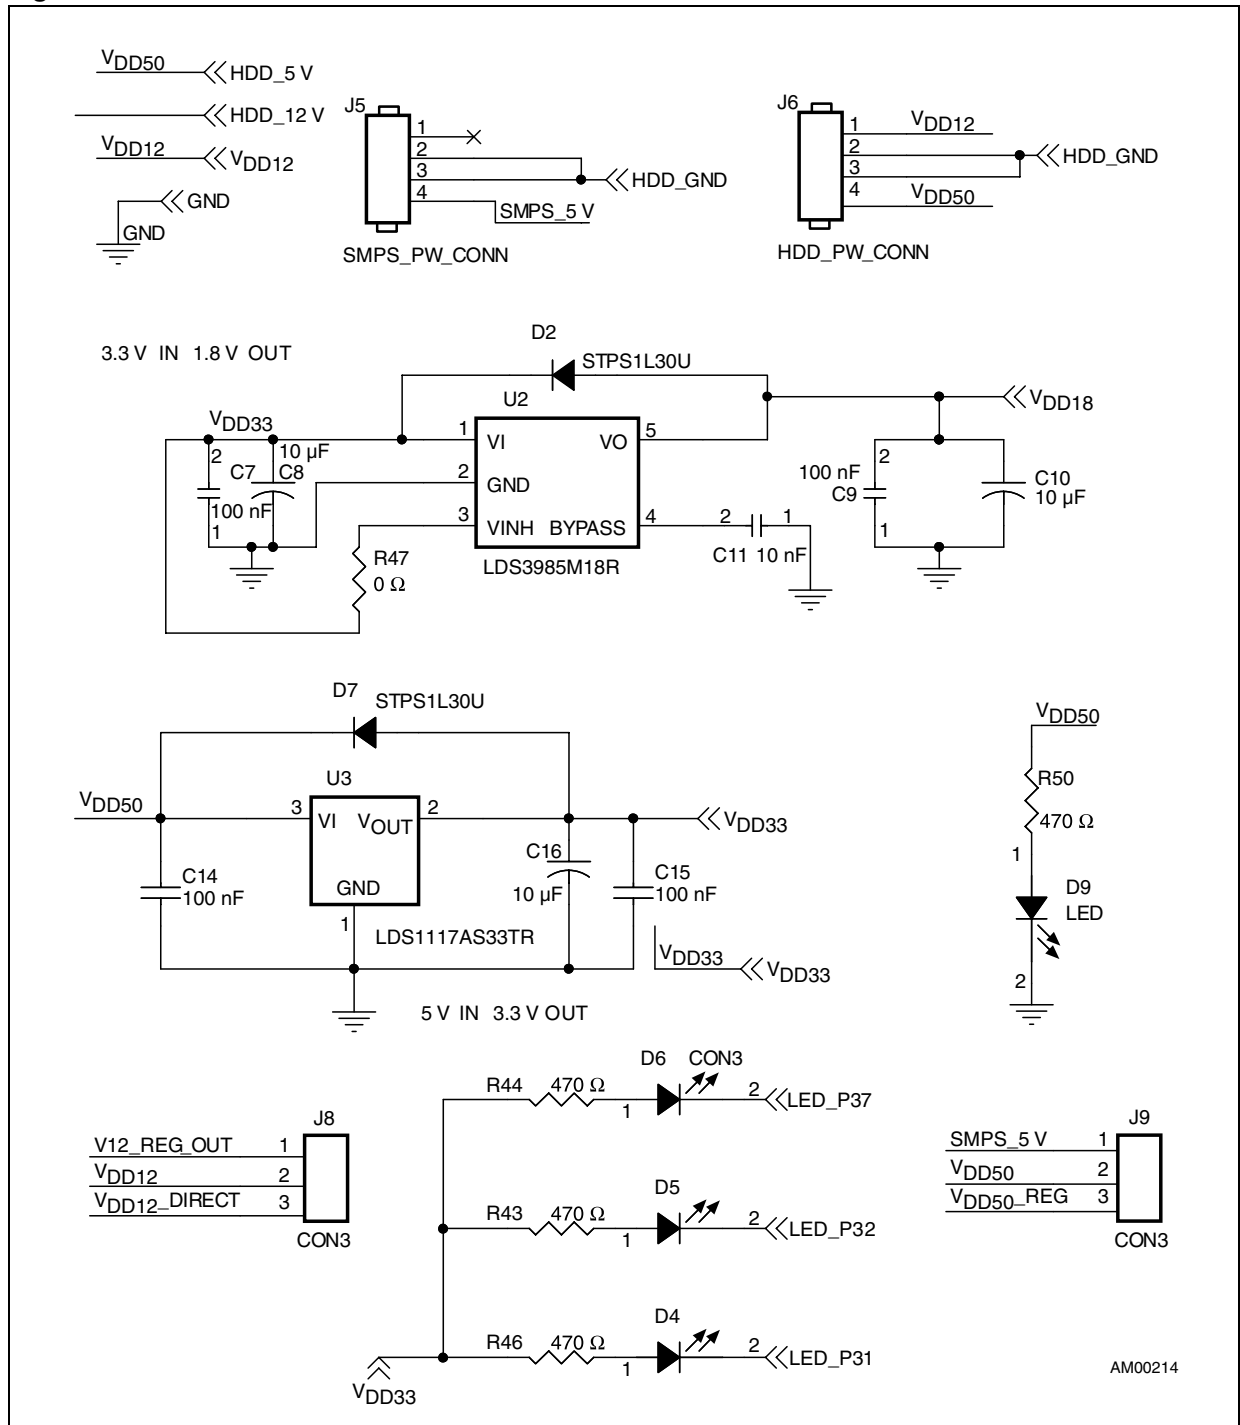 VDD50
HDD_5 V
HDD_12 V
VDD12
VDD12
GND
GND
J5
1
2
3
4
HDD_GND
SMPS_5 V
SMPS_PW_CONN
J6
1
2
3
4
VDD12
HDD_GND
VDD50
HDD_PW_CONN
3.3 V IN 1.8 V OUT
D2
STPS1L30U
U2
VDD33
1
VI
VO
5
VDD18
10 µF
2
C7
C8
100 nF
1
2
GND
3
VINH
BYPASS
4
2
1
C11 10 nF
LDS3985M18R
R47
0 Ω
100 nF
C9
2
1
C10
10 µF
D7
STPS1L30U
U3
VDD50
3
VI
VOUT
2
VDD33
C14
100 nF
GND
1
LDS1117AS33TR
C16
10 µF
C15
100 nF
VDD33
VDD33
5 V IN 3.3 V OUT
VDD50
R50
470 Ω
1
D9
LED
2
D6
CON3
R44
470 Ω
1
2
LED_P37
D5
R43
470 Ω
1
2
LED_P32
D4
R46
470 Ω
1
2
LED_P31
VDD33
J8
V12_REG_OUT
1
VDD12
2
VDD12_DIRECT
3
CON3
J9
SMPS_5 V
1
VDD50
2
VDD50_REG
3
CON3
AM00214